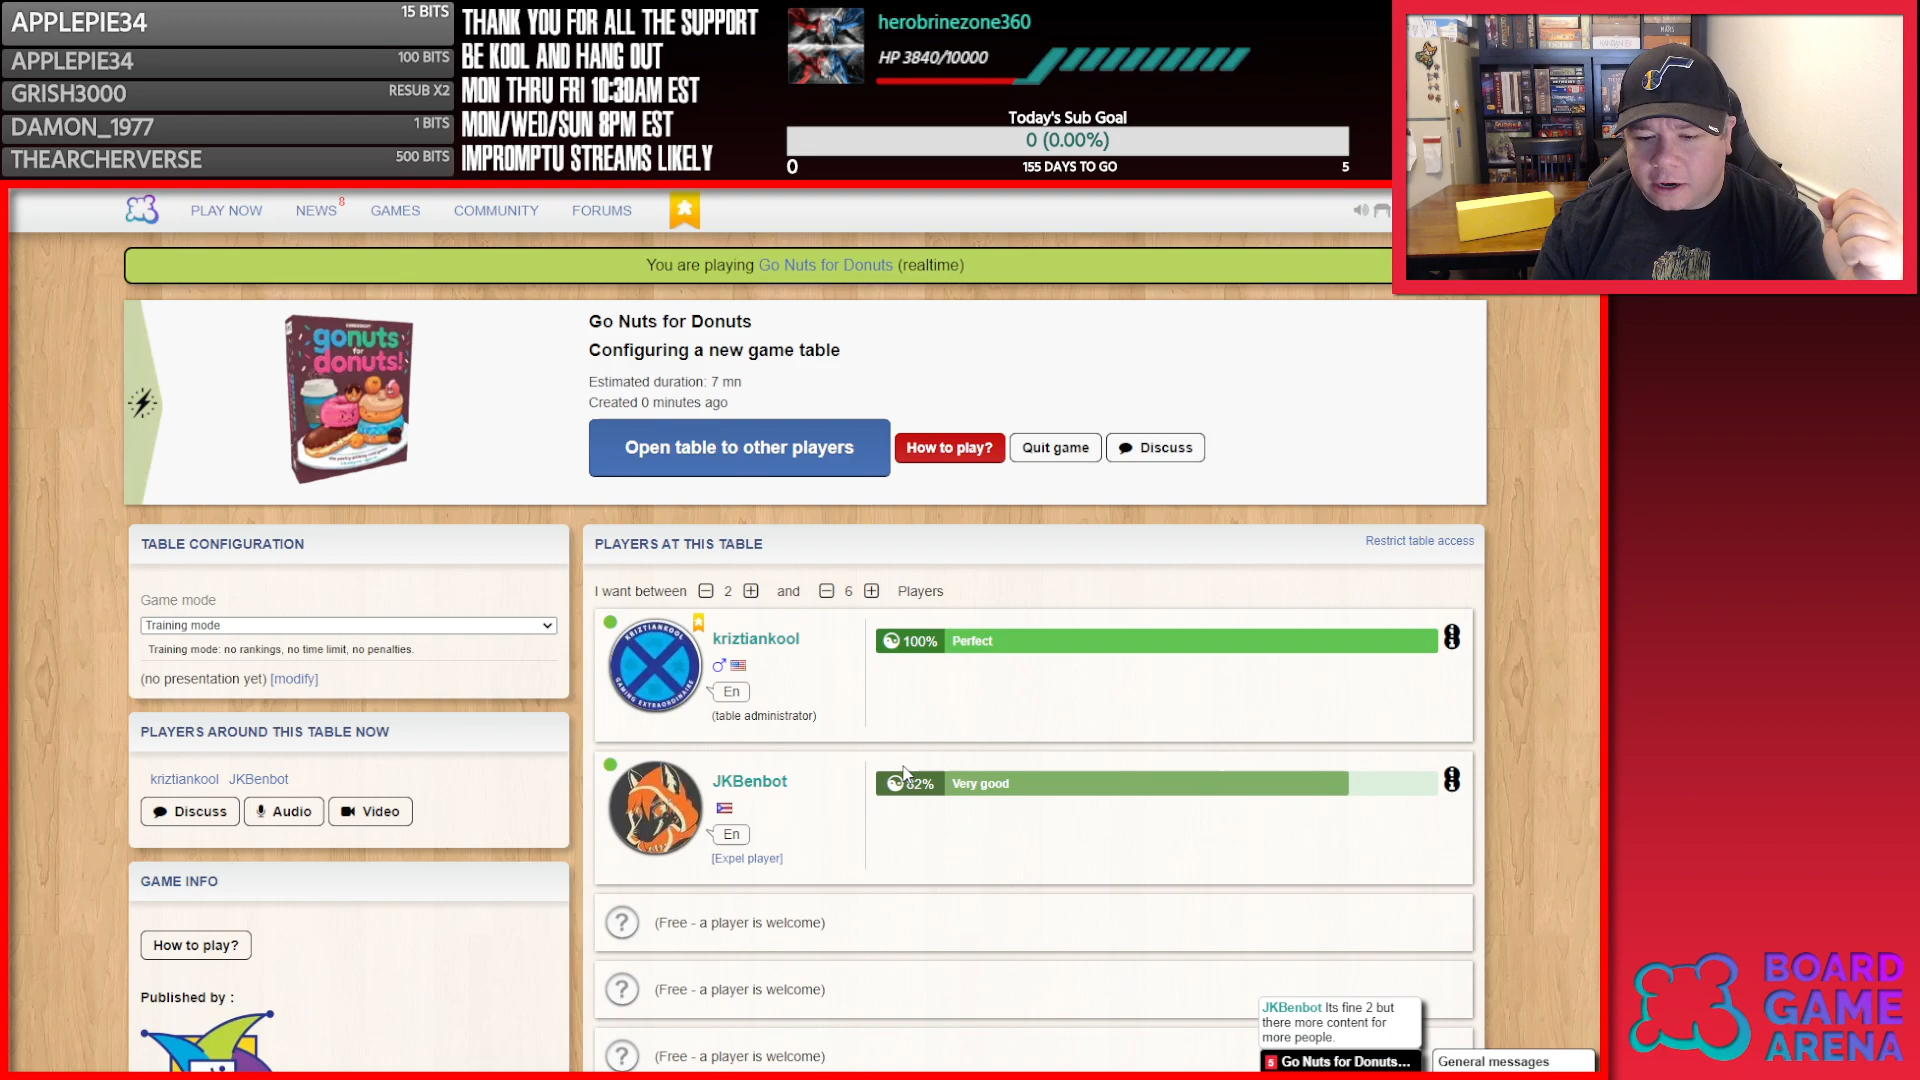 APPLEPIE34 15 BITS
APPLEPIE34 100 BITS
GRISH3000 RESUB X2
DAMON_1977 1 BITS
THEARCHERVERSE 500 BITS
THANK YOU FOR ALL THE SUPPORT
BE KOOL AND HANG OUT
MON THRU FRI 10:30AM EST
MON/WED/SUN 8PM EST
IMPROMPTU STREAMS LIKELY
herobrinezone360
HP 3840/10000
Today's Sub Goal
0 (0.00%)
0 155 DAYS TO GO 5
PLAY NOW NEWS 8 GAMES COMMUNITY FORUMS
You are playing Go Nuts for Donuts (realtime)
gonuts
for
donuts!
Go Nuts for Donuts
Configuring a new game table
Estimated duration: 7 mn
Created 0 minutes ago
Open table to other players How to play? Quit game Discuss
TABLE CONFIGURATION
Game mode
Training mode
Training mode: no rankings, no time limit, no penalties.
(no presentation yet) [modify]
PLAYERS AROUND THIS TABLE NOW
kriztiankool JKBenbot
Discuss Audio Video
GAME INFO
How to play?
Published by :
PLAYERS AT THIS TABLE Restrict table access
I want between 2 and 6 Players
KRIZTIANKOOL
GAMING EXTRAORDINAIRE
kriztiankool
En
(table administrator)
100% Perfect
JKBenbot
En
[Expel player]
82% Very good
(Free - a player is welcome)
(Free - a player is welcome)
(Free - a player is welcome)
JKBenbot Its fine 2 but
there more content for
more people.
5 Go Nuts for Donuts...
General messages
BOARD
GAME
ARENA